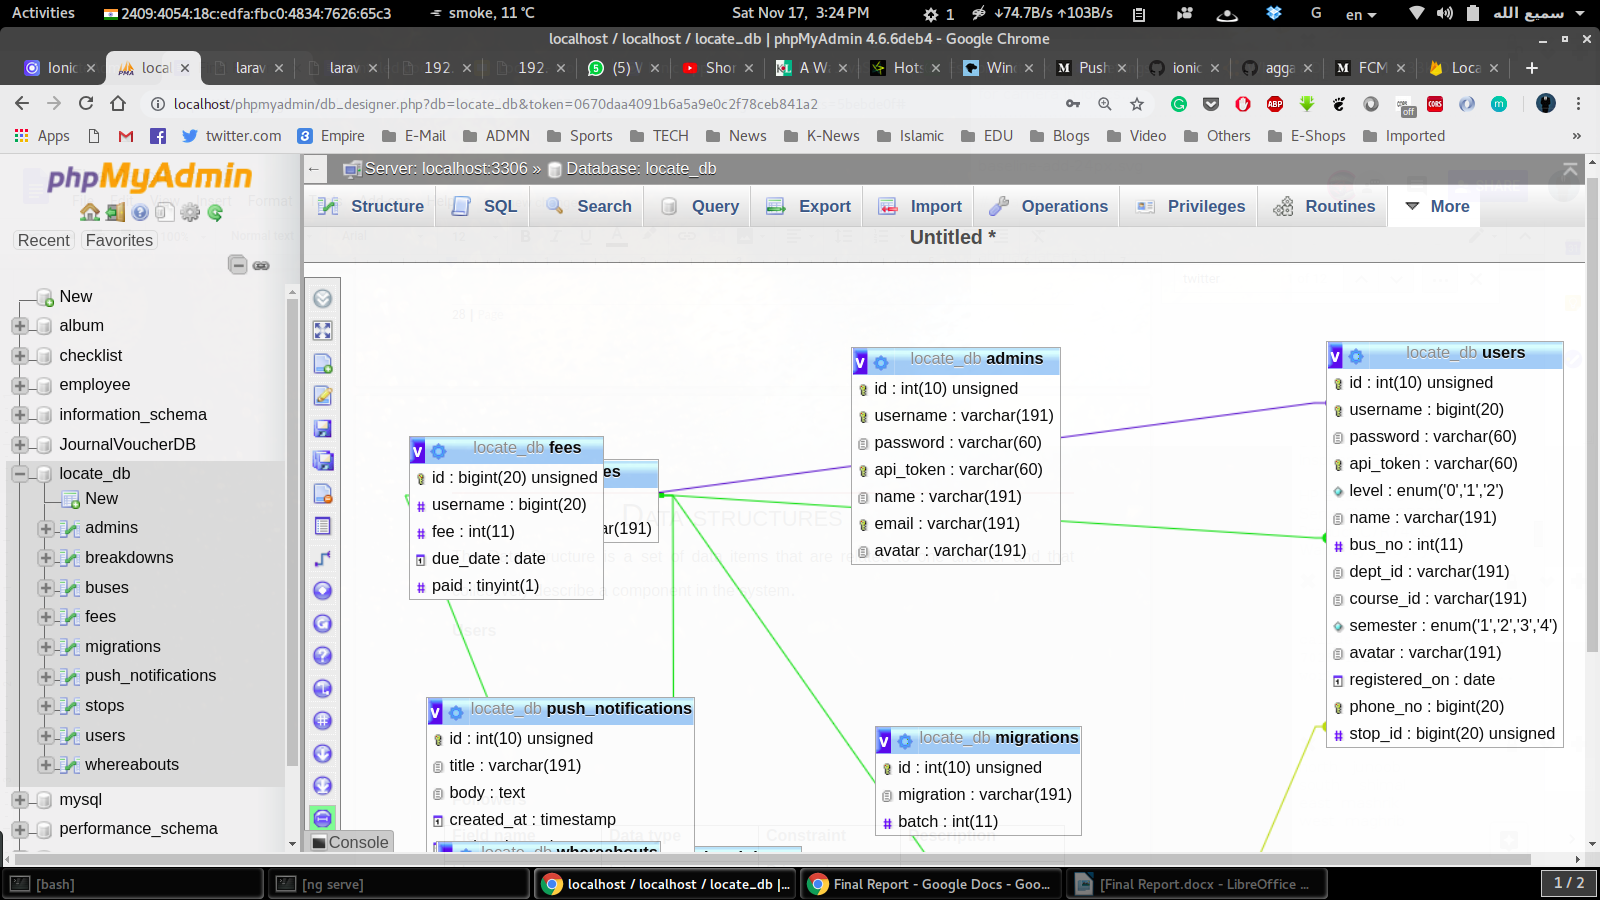 Activities
2409:4054:18c:edfa:fbc0:4834:7626:65c3
smoke, 11 °C
Sat Nov 17, 3:24 PM
1
↓74.7B/s ↑103B/s
G
en
سميع الله
localhost / localhost / locate_db | phpMyAdmin 4.6.6deb4 - Google Chrome
Ionic
local
larav
larav
192.
192.
(5) V
Shor
A Wa
Hots
Winc
Push
ionic
agga
FCM
Loca
localhost/phpmyadmin/db_designer.php?db=locate_db&token=0670daa4091b6a5a9e0c2f78ceb841a2
Apps
twitter.com
Empire
E-Mail
ADMN
Sports
TECH
News
K-News
Islamic
EDU
Blogs
Video
Others
E-Shops
Imported
»
phpMyAdmin
Recent
Favorites
New
album
checklist
employee
information_schema
JournalVoucherDB
locate_db
New
admins
breakdowns
buses
fees
migrations
push_notifications
stops
users
whereabouts
mysql
performance_schema
Server: localhost:3306 » Database: locate_db
Structure
SQL
Search
Query
Export
Import
Operations
Privileges
Routines
More
Untitled *
locate_db fees
id : bigint(20) unsigned
username : bigint(20)
fee : int(11)
due_date : date
paid : tinyint(1)
es
ar(191)
locate_db admins
id : int(10) unsigned
username : varchar(191)
password : varchar(60)
api_token : varchar(60)
name : varchar(191)
email : varchar(191)
avatar : varchar(191)
locate_db users
id : int(10) unsigned
username : bigint(20)
password : varchar(60)
api_token : varchar(60)
level : enum('0','1','2')
name : varchar(191)
bus_no : int(11)
dept_id : varchar(191)
course_id : varchar(191)
semester : enum('1','2','3','4')
avatar : varchar(191)
registered_on : date
phone_no : bigint(20)
stop_id : bigint(20) unsigned
DATA STRUCTURES
locate_db push_notifications
id : int(10) unsigned
title : varchar(191)
body : text
created_at : timestamp
locate_db whereabouts
locate_db migrations
id : int(10) unsigned
migration : varchar(191)
batch : int(11)
Field name
Data type
Constraint
Description
Console
[bash]
[ng serve]
localhost / localhost / locate_db |...
Final Report - Google Docs - Goo...
[Final Report.docx - LibreOffice ...
1 / 2